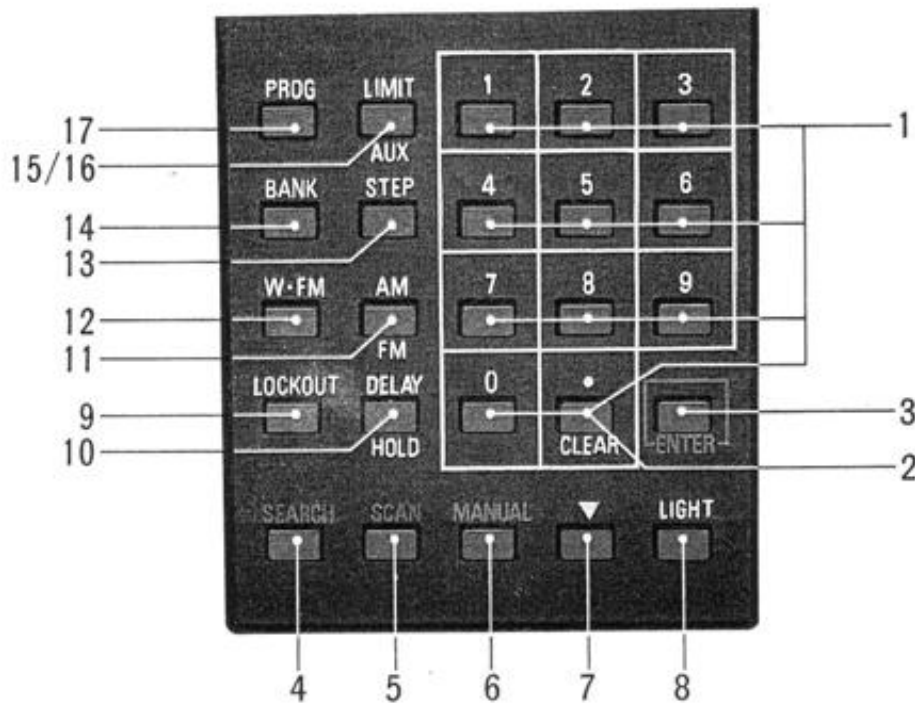 PROG LIMIT 1 2 3
17 1
15/16 AUX
BANK STEP 4 5 6
14
13
W·FM AM 7 8 9
12
11 FM
LOCKOUT DELAY 0 •
9 3
10 HOLD CLEAR ENTER 2
SEARCH SCAN MANUAL ▼ LIGHT
4 5 6 7 8